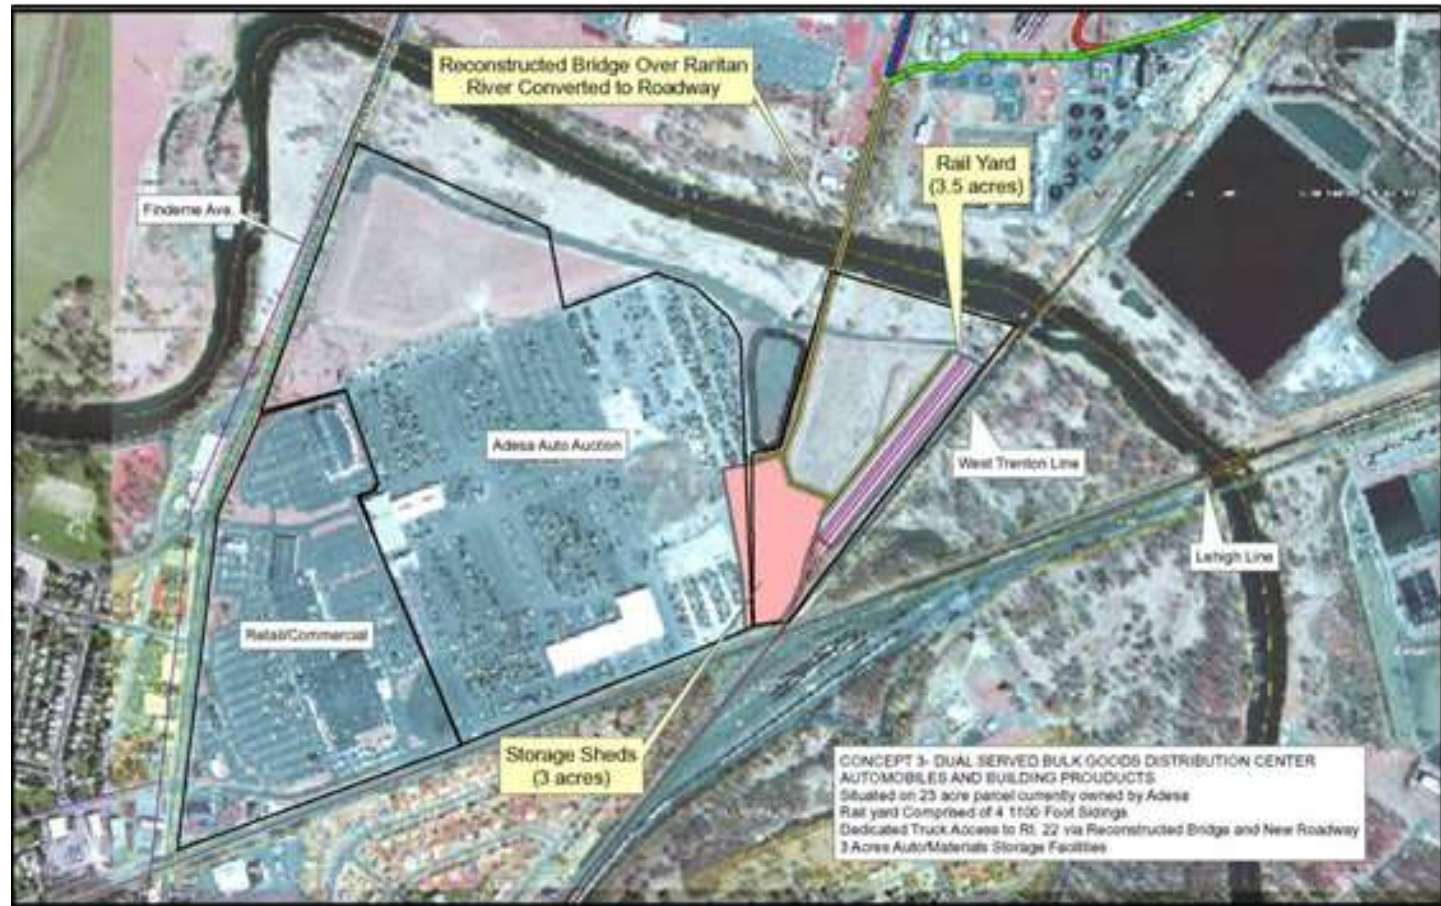 Reconstructed Bridge Over Raritan
River Converted to Roadway
Rail Yard
(3.5 acres)
Finderne Ave.
Adesa Auto Auction
West Trenton Line
Lehigh Line
Retail/Commercial
Storage Sheds
(3 acres)
CONCEPT 3- DUAL SERVED BULK GOODS DISTRIBUTION CENTER
AUTOMOBILES AND BUILDING PROUDUCTS
Situated on 23 acre parcel currently owned by Adesa
Rail yard Comprised of 4 1100 Foot Sidings
Dedicated Truck Access to Rt. 22 via Reconstructed Bridge and New Roadway
3 Acres Auto/Materials Storage Facilities